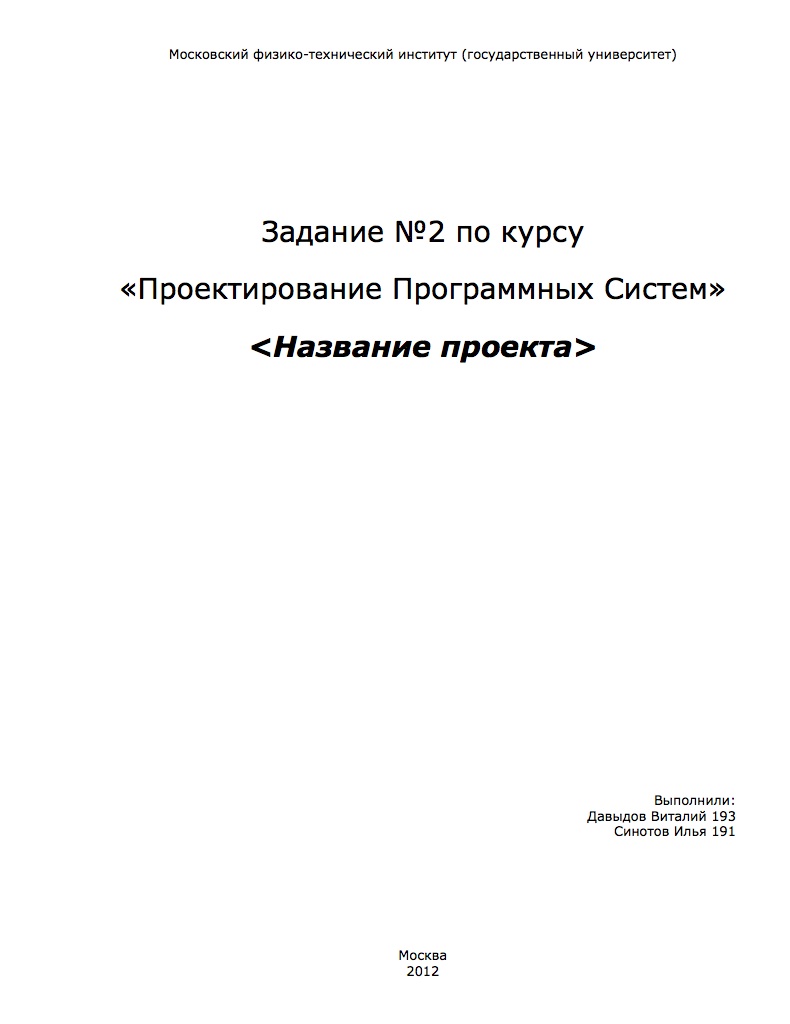 Московский физико-технический институт (государственный университет)
Задание №2 по курсу
«Проектирование Программных Систем»
<Название проекта>
Выполнили:
Давыдов Виталий 193
Синотов Илья 191
Москва
2012